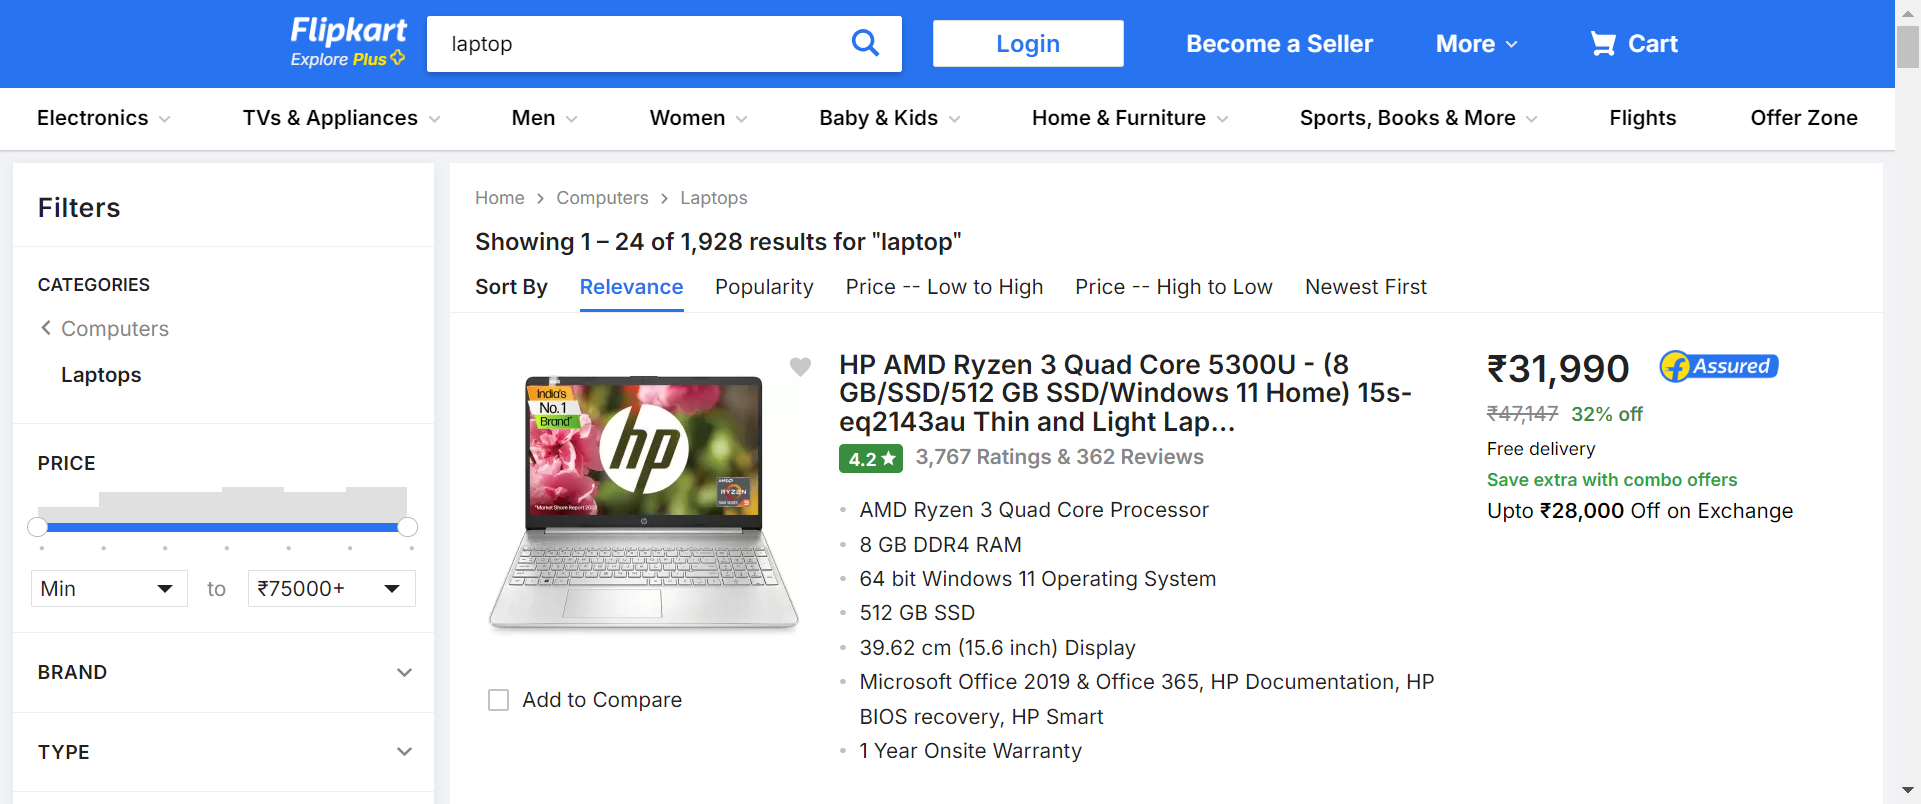 Flipkart
Explore Plus
laptop
Login
Become a Seller
More
Cart
Electronics
TVs & Appliances
Men
Women
Baby & Kids
Home & Furniture
Sports, Books & More
Flights
Offer Zone
Filters
CATEGORIES
Computers
Laptops
PRICE
Min
to
₹75000+
BRAND
TYPE
Home
Computers
Laptops
Showing 1 – 24 of 1,928 results for "laptop"
Sort By
Relevance
Popularity
Price -- Low to High
Price -- High to Low
Newest First
India's
No.1
Brand*
hp
AMD
RYZEN
*Market Share Report 202
Add to Compare
HP AMD Ryzen 3 Quad Core 5300U - (8
GB/SSD/512 GB SSD/Windows 11 Home) 15s-
eq2143au Thin and Light Lap...
4.2
3,767 Ratings & 362 Reviews
AMD Ryzen 3 Quad Core Processor
8 GB DDR4 RAM
64 bit Windows 11 Operating System
512 GB SSD
39.62 cm (15.6 inch) Display
Microsoft Office 2019 & Office 365, HP Documentation, HP
BIOS recovery, HP Smart
1 Year Onsite Warranty
₹31,990
Assured
₹47,147 32% off
Free delivery
Save extra with combo offers
Upto ₹28,000 Off on Exchange